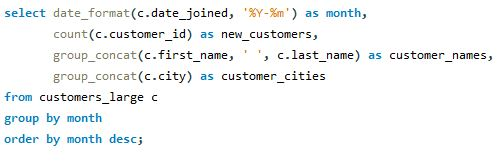 select date_format(c.date_joined, '%Y-%m') as month,
count(c.customer_id) as new_customers,
group_concat(c.first_name, ' ', c.last_name) as customer_names,
group_concat(c.city) as customer_cities
from customers_large c
group by month
order by month desc;